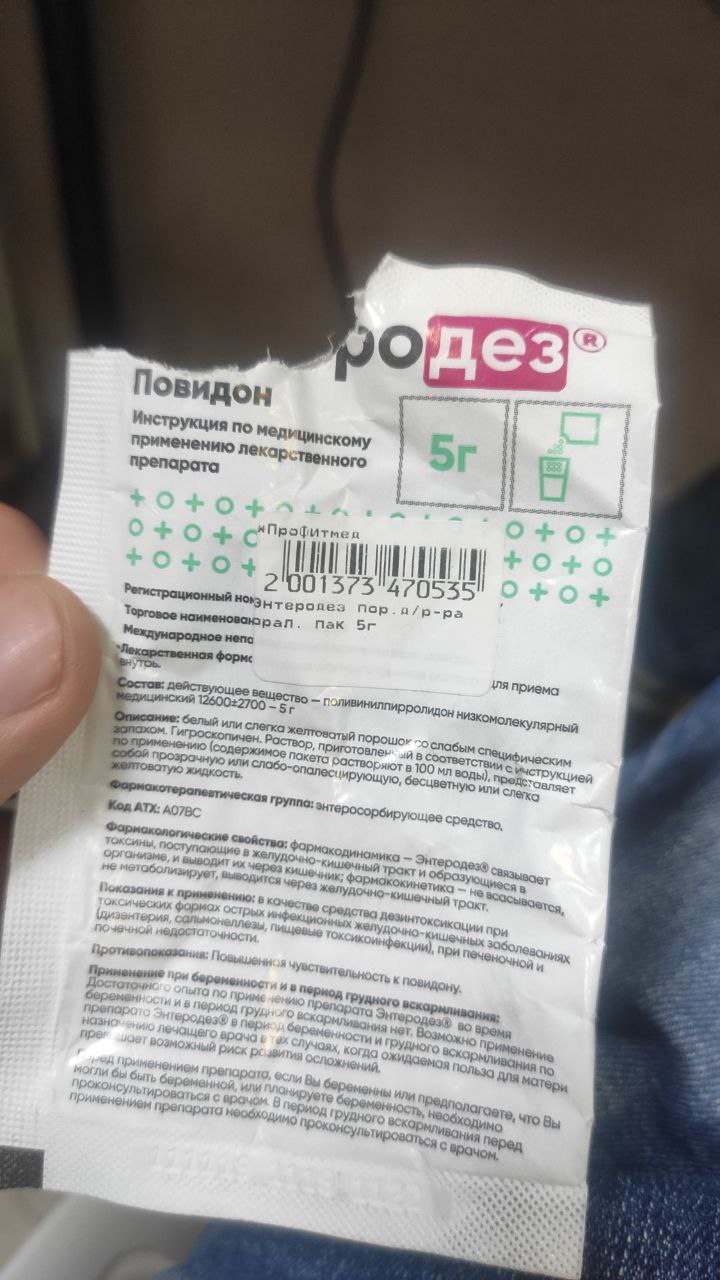 родез®
Повидон
Инструкция по медицинскому
применению лекарственного
препарата
5г
*ПроФитмед
2 001373 470535
Энтеродез пор.д/р-ра
орал. пак 5г
Регистрационный
Торговое
Международное
Лекарственная
для приема
внутрь.
Состав: действующее вещество — поливинилпирролидон низкомолекулярный
медицинский 12600±2700 – 5 г
Описание: белый или слегка желтоватый порошок со слабым специфическим
запахом. Гигроскопичен. Раствор, приготовленный в соответствии с инструкцией
по применению (содержимое пакета растворяют в 100 мл воды), представляет
собой прозрачную или слабо-опалесцирующую, бесцветную или слегка
желтоватую жидкость.
Фармакотерапевтическая группа: энтеросорбирующее средство.
Код АТХ: A07BC
Фармакологические свойства: фармакодинамика — Энтеродез® связывает
токсины, поступающие в желудочно-кишечный тракт и образующиеся в
организме, и выводит их через кишечник; фармакокинетика — не всасывается,
не метаболизирует, выводится через желудочно-кишечный тракт.
Показания к применению: в качестве средства дезинтоксикации при
токсических формах острых инфекционных желудочно-кишечных заболеваниях
(дизентерия, сальмонеллезы, пищевые токсикоинфекции), при печеночной и
почечной недостаточности.
Противопоказания: Повышенная чувствительность к повидону.
Применение при беременности и в период грудного вскармливания:
Достаточного опыта по применению препарата Энтеродез® во время
беременности и в период грудного вскармливания нет. Возможно применение
препарата Энтеродез® в период беременности и грудного вскармливания по
назначению лечащего врача в тех случаях, когда ожидаемая польза для матери
превышает возможный риск развития осложнений.
Перед применением препарата, если Вы беременны или предполагаете, что Вы
могли бы быть беременной, или планируете беременность, необходимо
проконсультироваться с врачом. В период грудного вскармливания перед
применением препарата необходимо проконсультироваться с врачом.